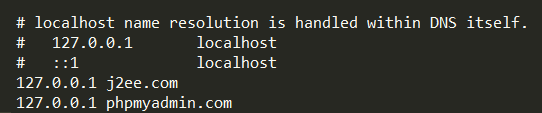 # localhost name resolution is handled within DNS itself.
#   127.0.0.1       localhost
#   ::1             localhost
127.0.0.1 j2ee.com
127.0.0.1 phpmyadmin.com